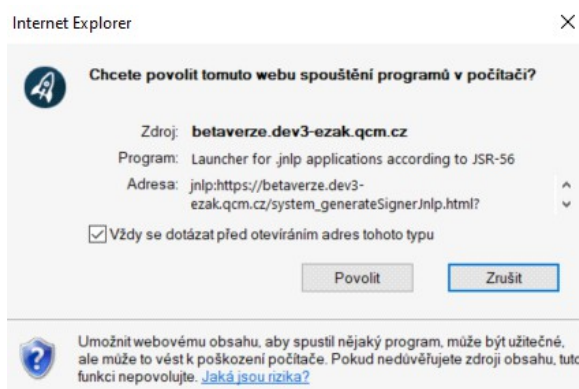 Internet Explorer
Chcete povolit tomuto webu spouštění programů v počítači?
Zdroj: betaverze.dev3-ezak.qcm.cz
Program: Launcher for .jnlp applications according to JSR-56
Adresa: jnlp:https://betaverze.dev3-
ezak.qcm.cz/system_generateSignerJnlp.html?
Vždy se dotázat před otevíráním adres tohoto typu
Povolit Zrušit
Umožnit webovému obsahu, aby spustil nějaký program, může být užitečné,
ale může to vést k poškození počítače. Pokud nedůvěřujete zdroji obsahu, tuto
funkci nepovolujte. Jaká jsou rizika?